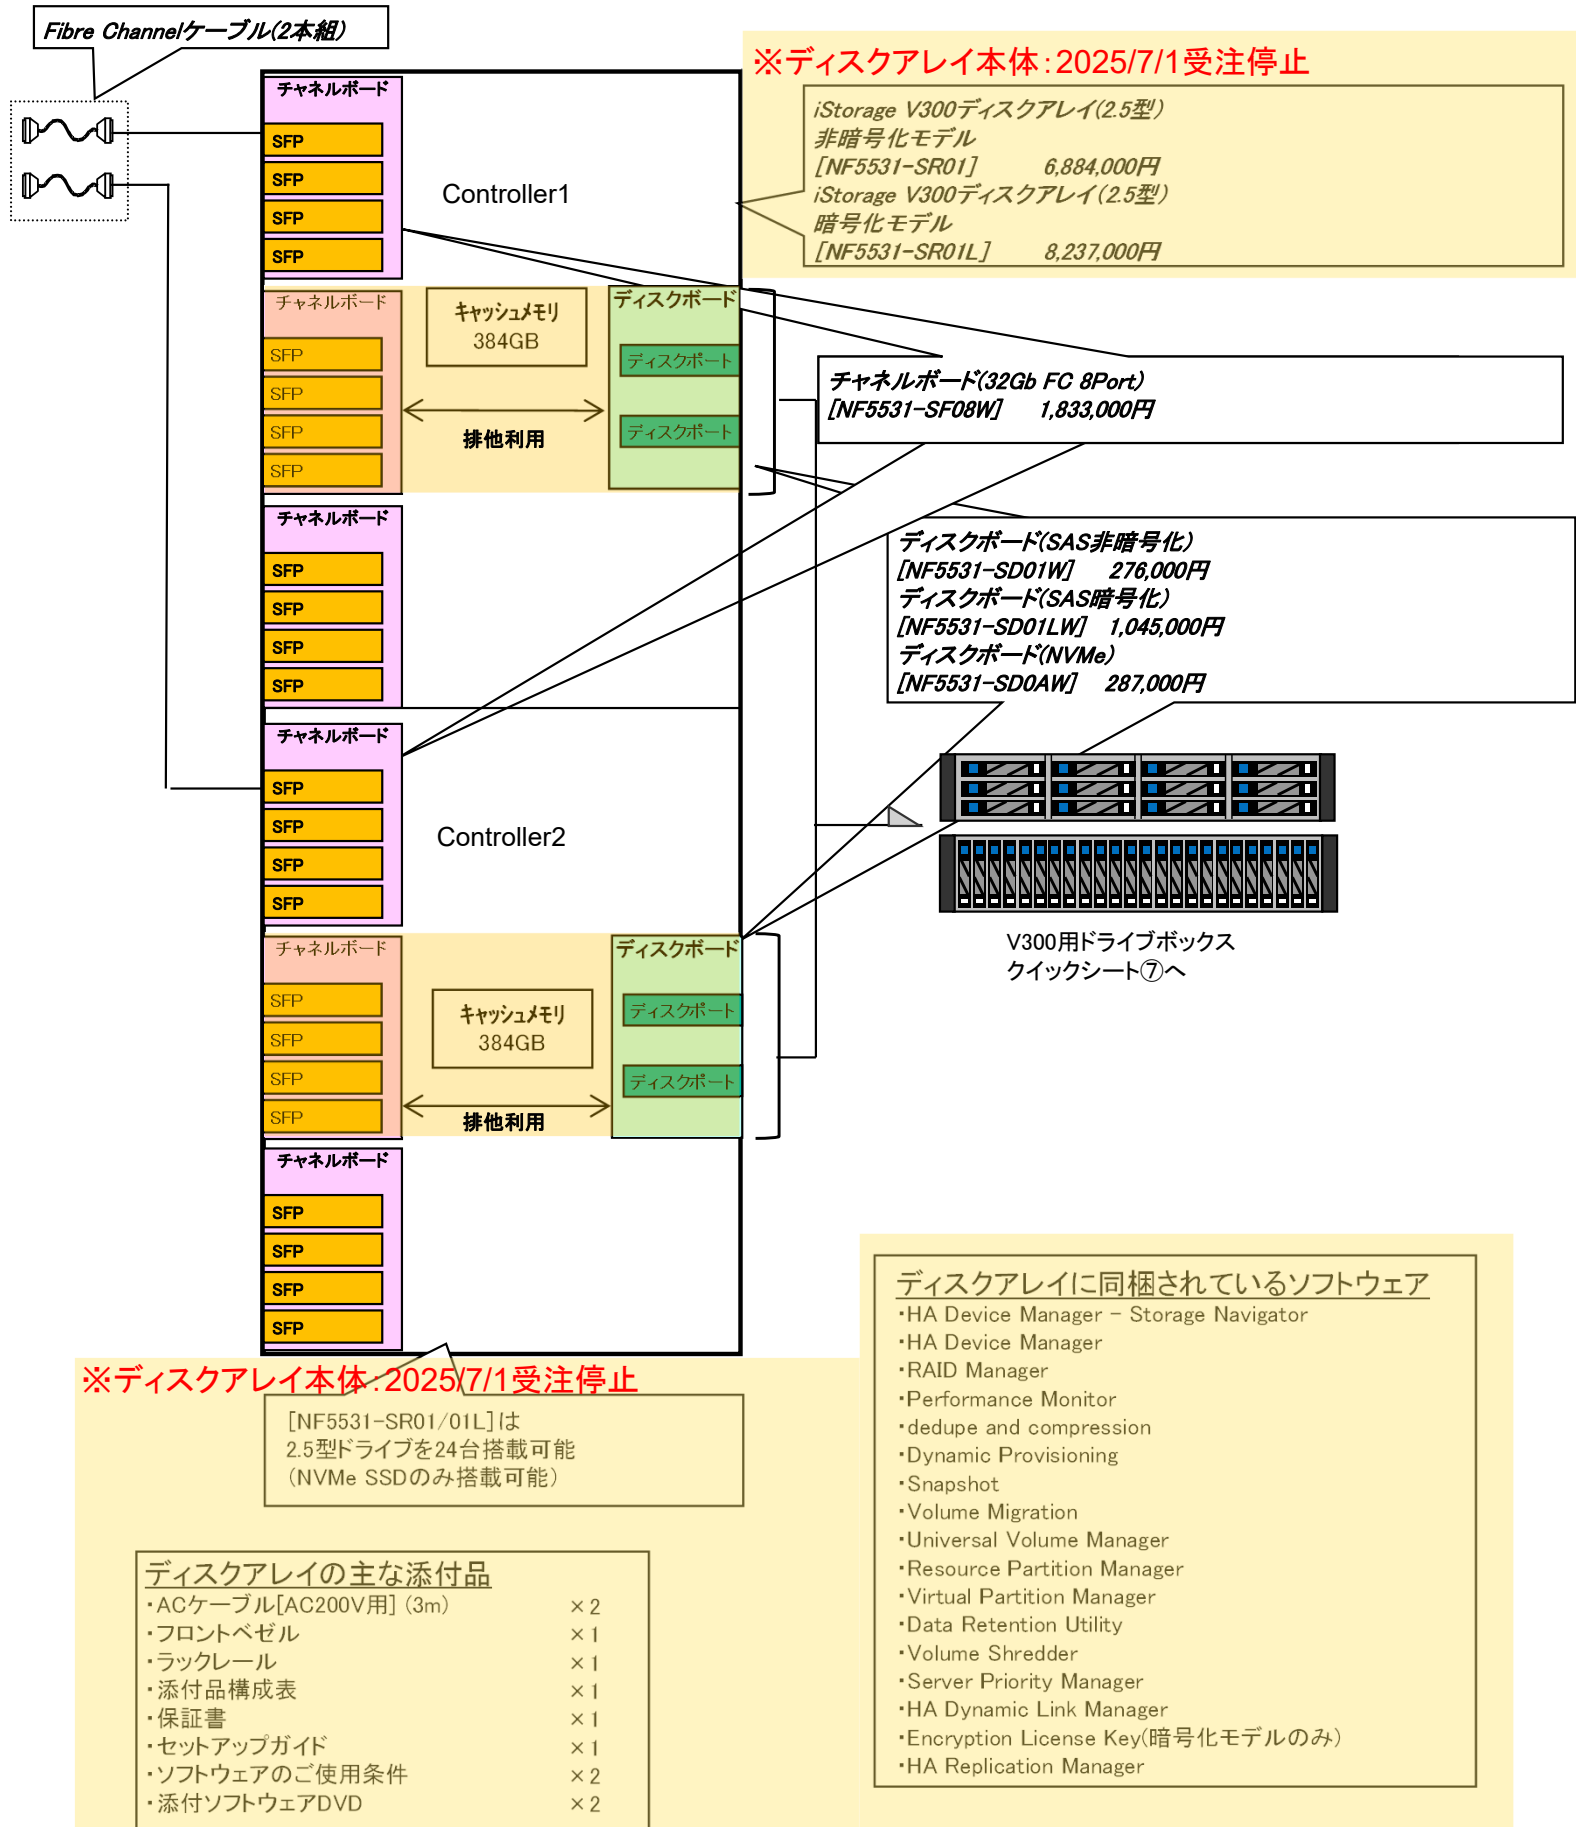 Fibre Channelケーブル(2本組)
※ディスクアレイ本体：2025/7/1受注停止
iStorage V300ディスクアレイ(2.5型)
非暗号化モデル
[NF5531-SR01] 6,884,000円
iStorage V300ディスクアレイ(2.5型)
暗号化モデル
[NF5531-SR01L] 8,237,000円
チャネルボード
SFP
SFP
SFP
SFP
Controller1
チャネルボード
SFP
SFP
SFP
SFP
キャッシュメモリ
384GB
排他利用
ディスクボード
ディスクポート
ディスクポート
チャネルボード(32Gb FC 8Port)
[NF5531-SF08W] 1,833,000円
チャネルボード
SFP
SFP
SFP
SFP
ディスクボード(SAS非暗号化)
[NF5531-SD01W] 276,000円
ディスクボード(SAS暗号化)
[NF5531-SD01LW] 1,045,000円
ディスクボード(NVMe)
[NF5531-SD0AW] 287,000円
チャネルボード
SFP
SFP
SFP
SFP
Controller2
V300用ドライブボックス
クイックシート⑦へ
チャネルボード
SFP
SFP
SFP
SFP
キャッシュメモリ
384GB
排他利用
ディスクボード
ディスクポート
ディスクポート
チャネルボード
SFP
SFP
SFP
SFP
※ディスクアレイ本体：2025/7/1受注停止
[NF5531-SR01/01L]は
2.5型ドライブを24台搭載可能
(NVMe SSDのみ搭載可能)
ディスクアレイの主な添付品
・ACケーブル[AC200V用] (3m) ×2
・フロントベゼル ×1
・ラックレール ×1
・添付品構成表 ×1
・保証書 ×1
・セットアップガイド ×1
・ソフトウェアのご使用条件 ×2
・添付ソフトウェアDVD ×2
ディスクアレイに同梱されているソフトウェア
・HA Device Manager - Storage Navigator
・HA Device Manager
・RAID Manager
・Performance Monitor
・dedupe and compression
・Dynamic Provisioning
・Snapshot
・Volume Migration
・Universal Volume Manager
・Resource Partition Manager
・Virtual Partition Manager
・Data Retention Utility
・Volume Shredder
・Server Priority Manager
・HA Dynamic Link Manager
・Encryption License Key(暗号化モデルのみ)
・HA Replication Manager